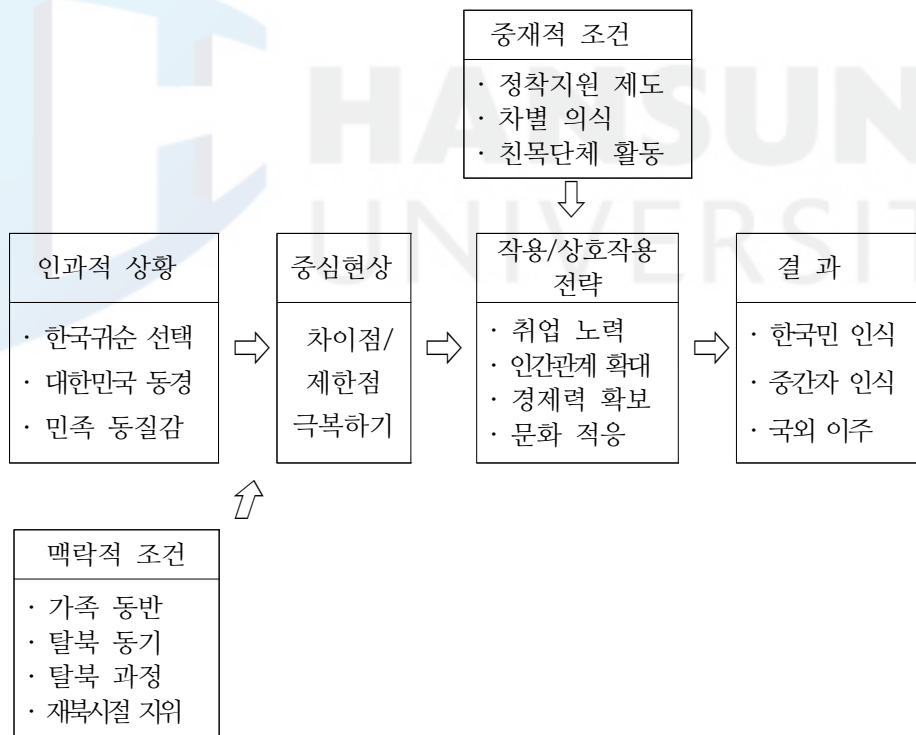 중재적 조건
· 정착지원 제도
· 차별 의식
· 친목단체 활동
HANSUN
UNIVERSIT
인과적 상황
· 한국귀순 선택
· 대한민국 동경
· 민족 동질감
중심현상
차이점/
제한점
극복하기
작용/상호작용
전략
· 취업 노력
· 인간관계 확대
· 경제력 확보
· 문화 적응
결 과
· 한국민 인식
· 중간자 인식
· 국외 이주
맥락적 조건
· 가족 동반
· 탈북 동기
· 탈북 과정
· 재북시절 지위